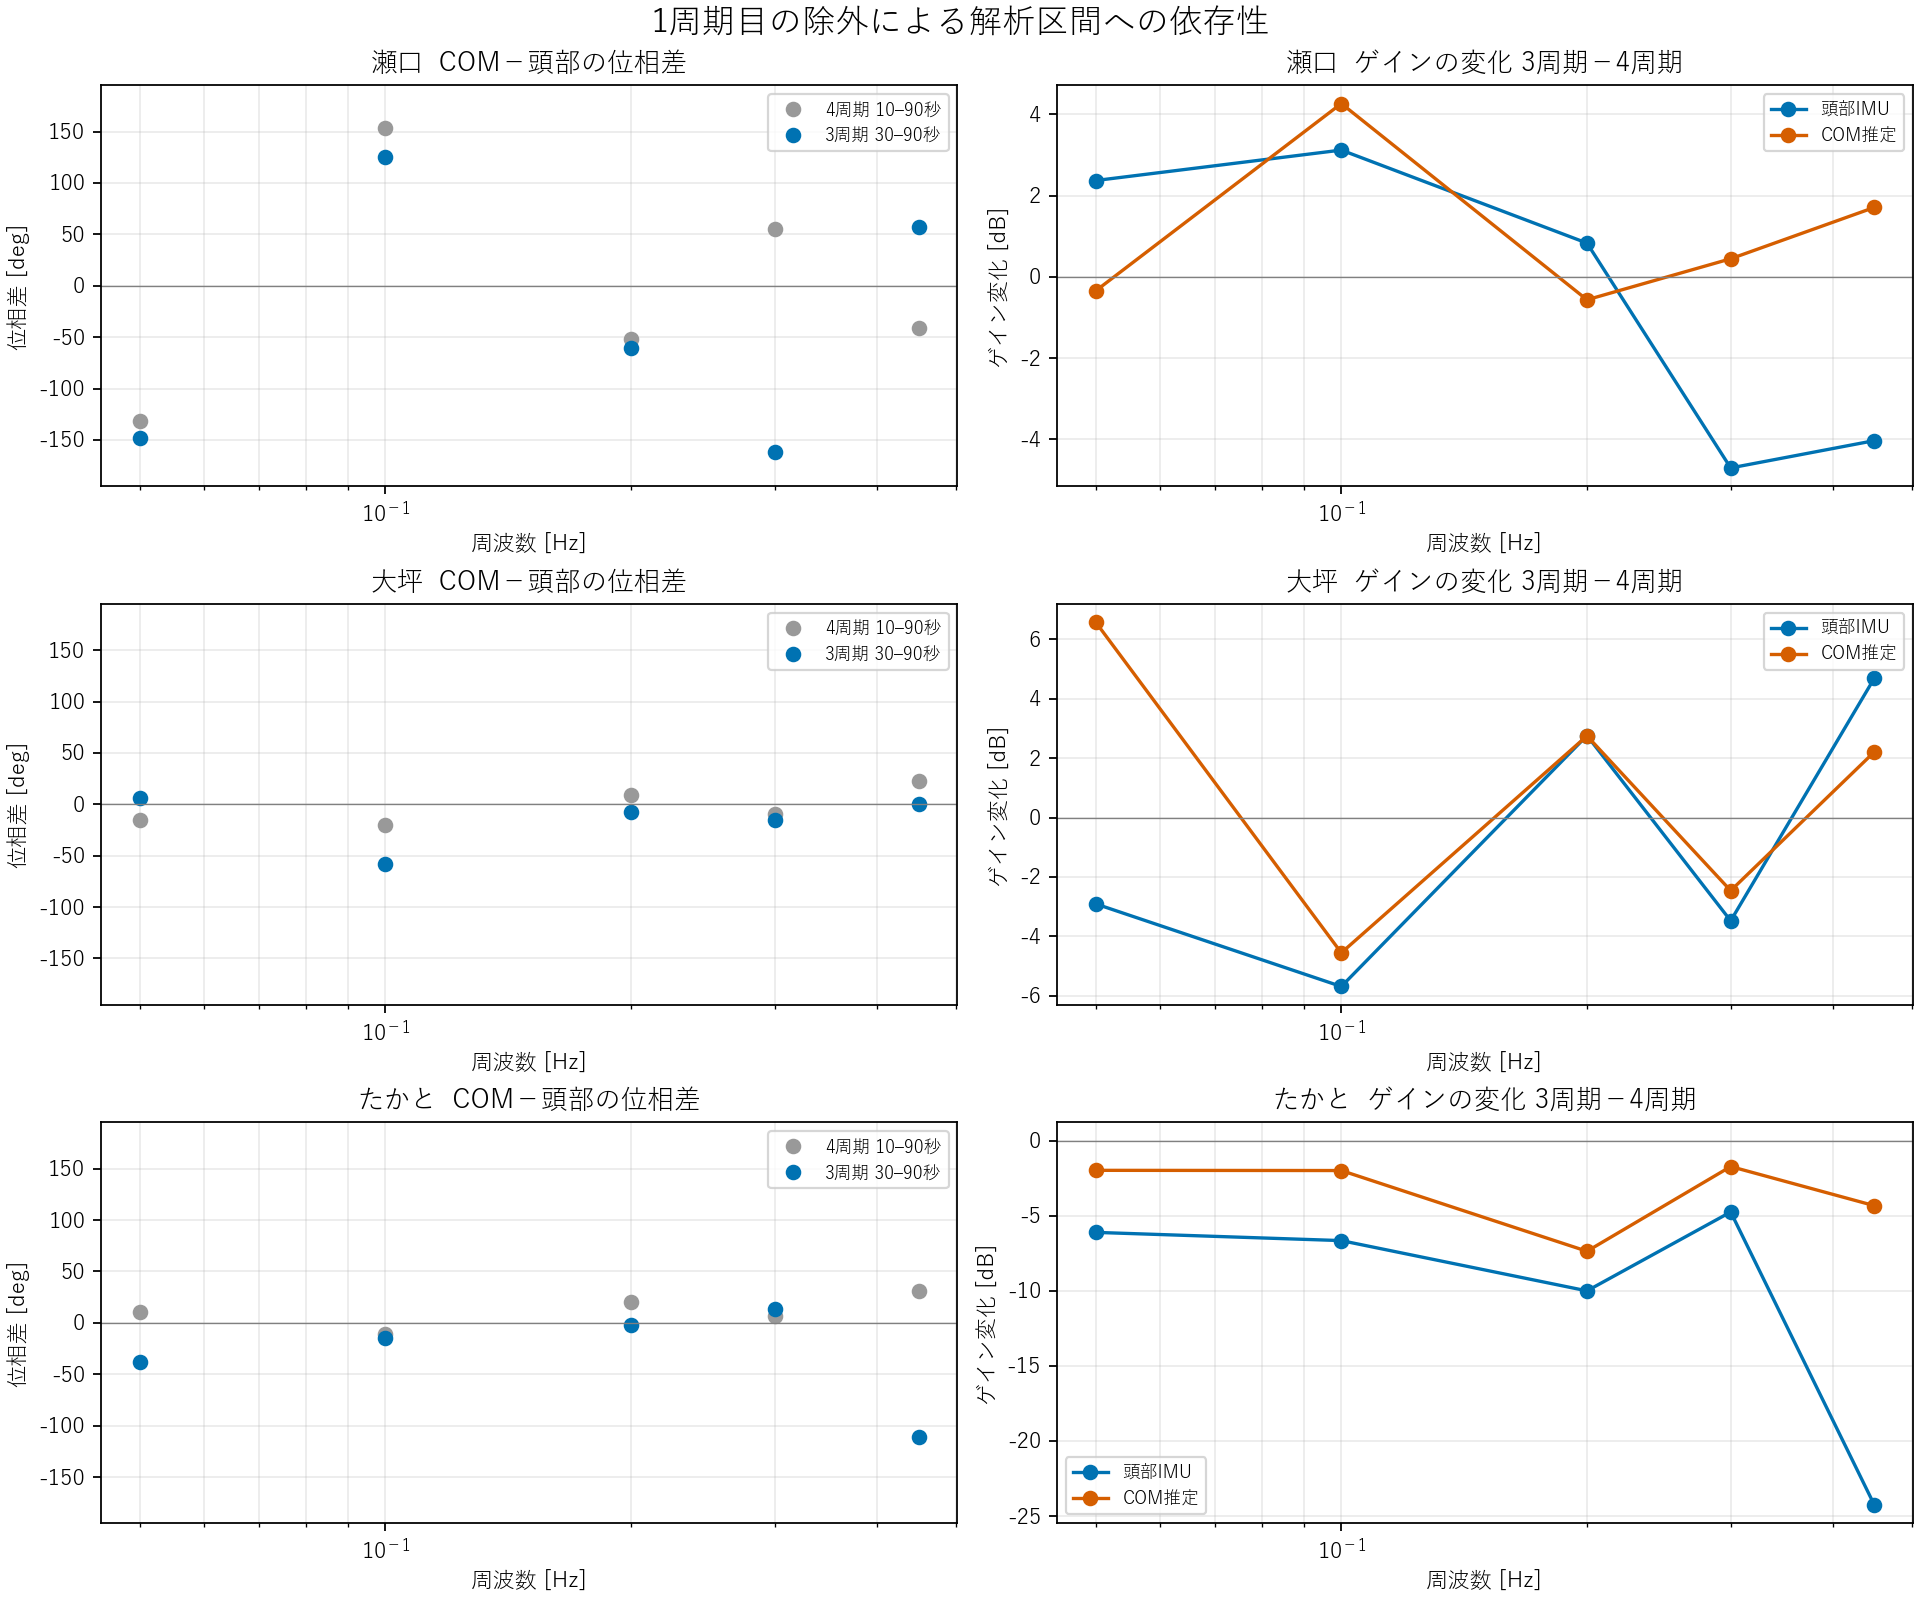 1周期目の除外による解析区間への依存性
瀬口 COM－頭部の位相差
150
100
50
0
-50
-100
-150
位相差 [deg]
10⁻¹
周波数 [Hz]
4周期 10–90秒
3周期 30–90秒
瀬口 ゲインの変化 3周期－4周期
4
2
0
-2
-4
ゲイン変化 [dB]
10⁻¹
周波数 [Hz]
頭部IMU
COM推定
大坪 COM－頭部の位相差
150
100
50
0
-50
-100
-150
位相差 [deg]
10⁻¹
周波数 [Hz]
4周期 10–90秒
3周期 30–90秒
大坪 ゲインの変化 3周期－4周期
6
4
2
0
-2
-4
-6
ゲイン変化 [dB]
10⁻¹
周波数 [Hz]
頭部IMU
COM推定
たかと COM－頭部の位相差
150
100
50
0
-50
-100
-150
位相差 [deg]
10⁻¹
周波数 [Hz]
4周期 10–90秒
3周期 30–90秒
たかと ゲインの変化 3周期－4周期
0
-5
-10
-15
-20
-25
ゲイン変化 [dB]
10⁻¹
周波数 [Hz]
頭部IMU
COM推定